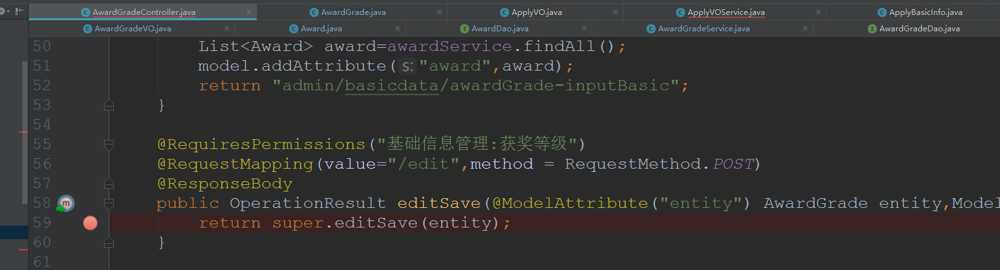 AwardGradeController.java AwardGrade.java ApplyVO.java ApplyVOService.java ApplyBasicInfo.java
AwardGradeVO.java Award.java AwardDao.java AwardGradeService.java AwardGradeDao.java
50 List<Award> award=awardService.findAll();
51 model.addAttribute( s: "award",award);
52 return "admin/basicdata/awardGrade-inputBasic";
53 }
54
55 @RequiresPermissions("基础信息管理:获奖等级")
56 @RequestMapping(value="/edit",method = RequestMethod.POST)
57 @ResponseBody
58 public OperationResult editSave(@ModelAttribute("entity") AwardGrade entity,Model
59 return super.editSave(entity);
60 }
61